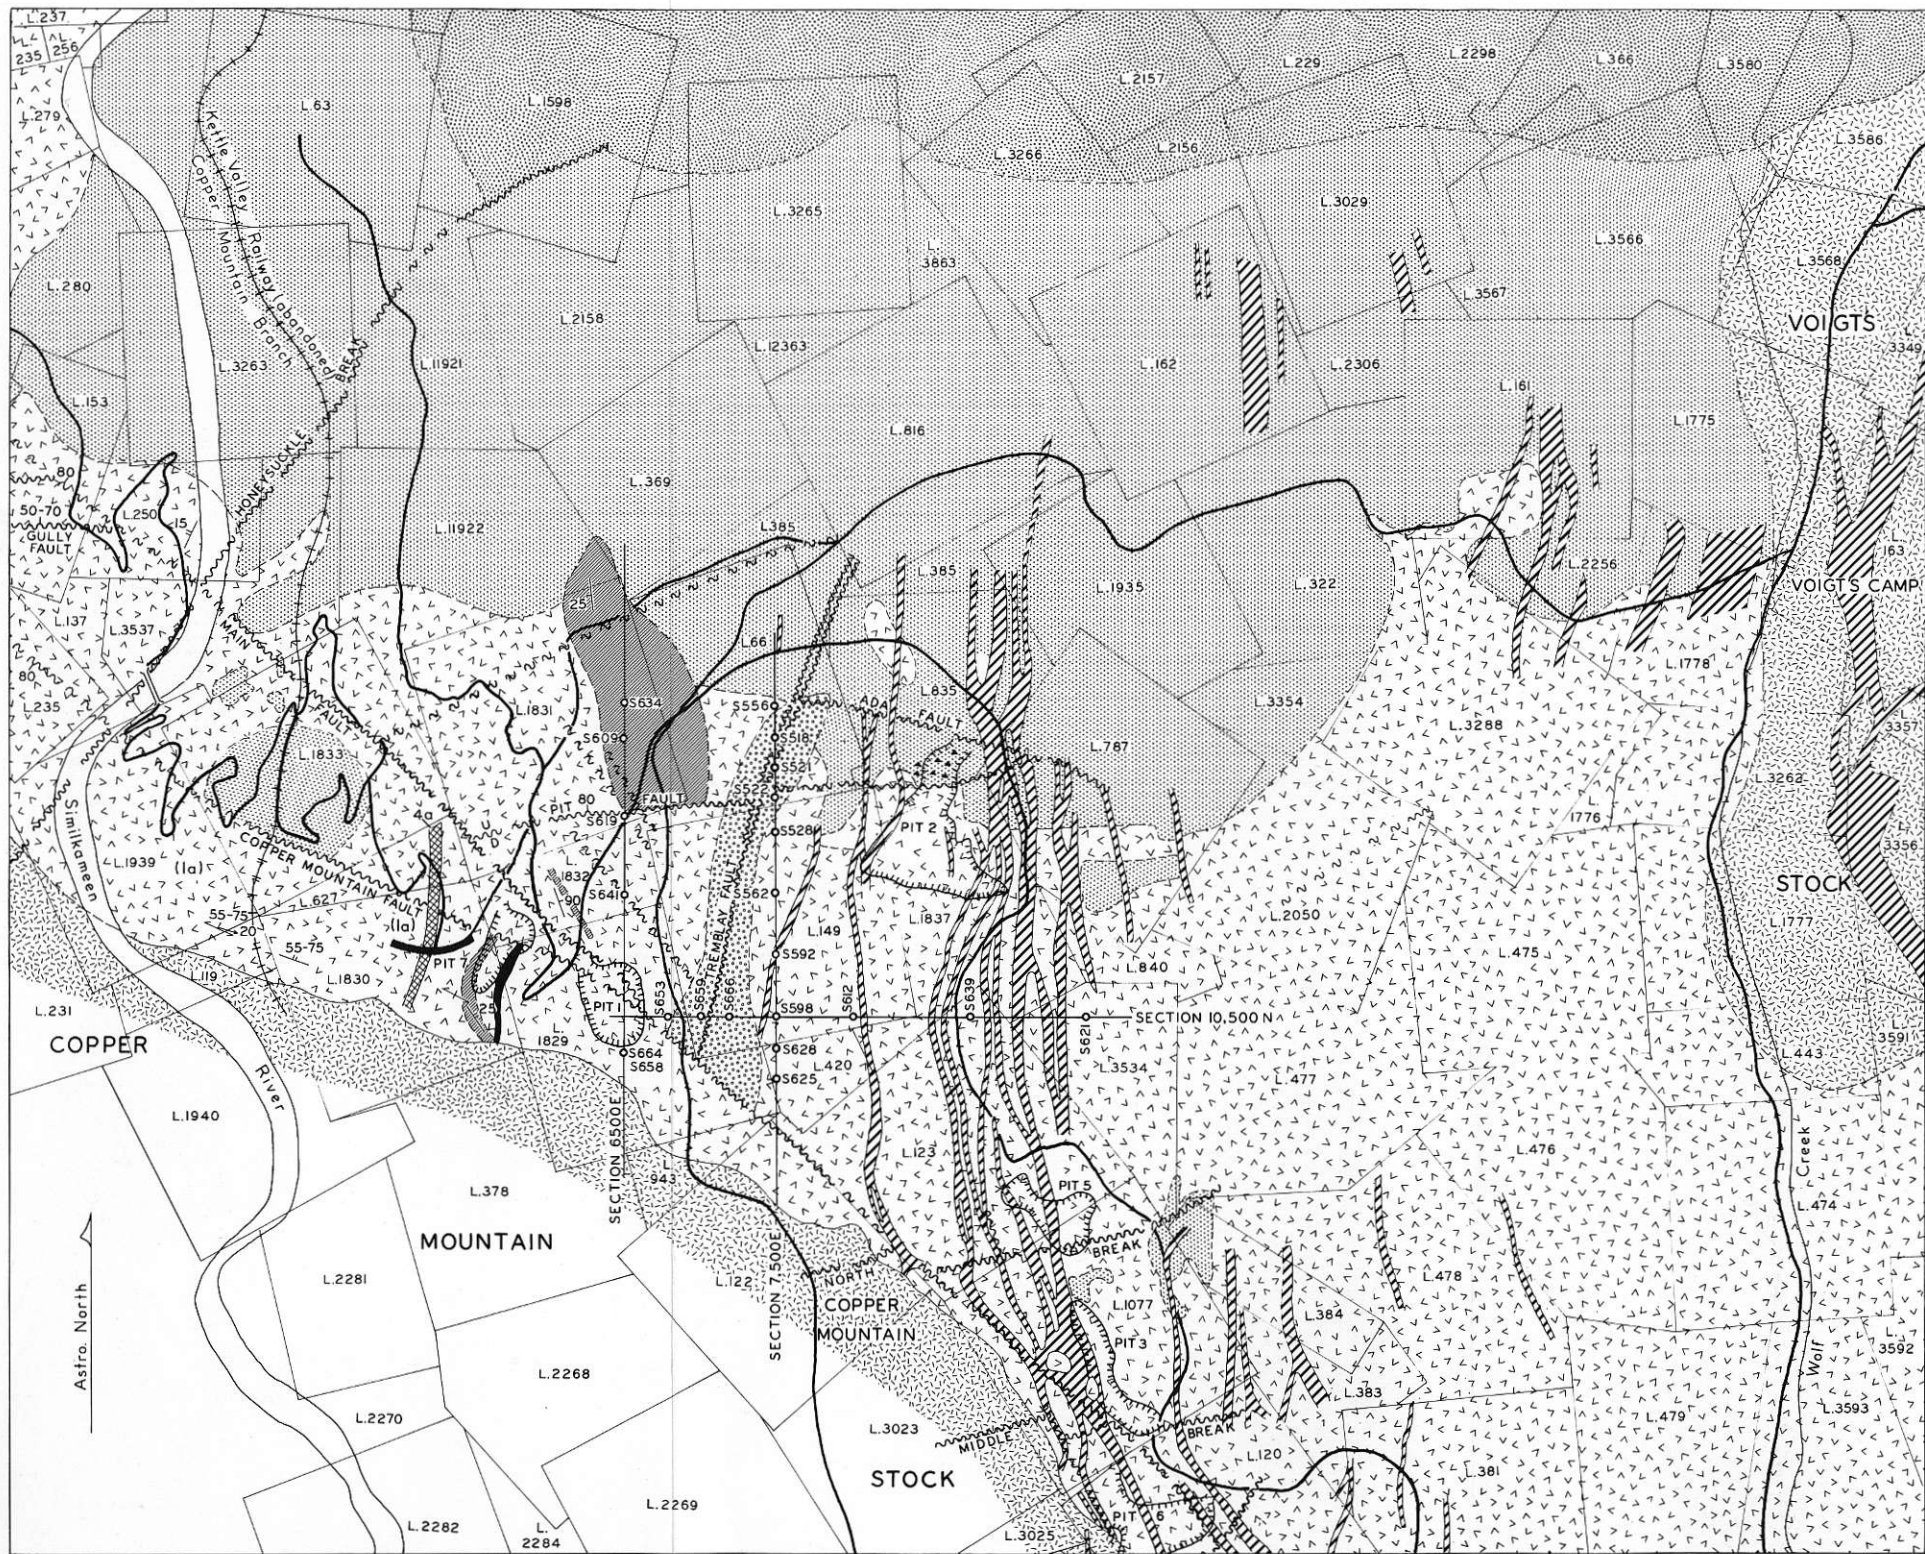 L.237
L.
L.
235
256
L.63
L.1598
L.2157
L.229
L.2298
L.366
L.3580
L.279
Kettle Valley Railway (abandoned)
Copper Mountain Branch
L.3266
L.2156
L.3586
L.3265
L.3029
L.
3863
L.3566
L.3568
L.280
L.3567
L.2158
VOIGTS
L.12363
L.
3349
L.3263
BREAK
L.11921
L.162
L.2306
L.161
L.153
L.816
L.1775
HONEYSUCKLE
80
L.369
50-70
L.250
15
GULLY
FAULT
L.11922
L.385
L.
163
L.385
L.2256
L.1935
L.322
VOIGT'S CAMP
25
L.137
L.3537
MAIN
FAULT
L.66
L.1778
80
L.235
L.835
L.3354
S634
S556
ADA
FAULT
L.1831
L.3288
L.
3357
S609
S518
L.1833
L.787
S521
L.3262
S522
PIT
80
FAULT
S619
4a
S528
PIT 2
1776
L.
3356
Similkameen
River
COPPER MOUNTAIN FAULT
L.1939
(1a)
L.
1832
90
S641
TREMBLAY FAULT
S562
STOCK
L.627
55-75
20
(1a)
L.1837
L.2050
L.1777
L.149
55-75
S592
L.475
PIT 7
L.119
L.1830
L.840
L.231
25
PIT 1
S653
S659
S666
S598
S612
S639
S621
SECTION 10,500 N
L.
1829
L.
3591
COPPER
S664
S658
S628
L.443
L.420
L.3534
S625
L.477
L.1940
Wolf
Creek
L.123
L.476
L.
943
L.378
PIT 5
L.474
SECTION 6500E
MOUNTAIN
BREAK
NORTH
L.122
L.478
L.2281
SECTION 7,500E
COPPER
MOUNTAIN
L.1077
L.384
Astro. North
PIT 3
L.
3592
L.2268
L.383
L.2270
L.3023
L.479
L.3593
MIDDLE
BREAK
L.120
STOCK
L.381
L.2269
PIT 6
L.2282
L.
2284
L.3025